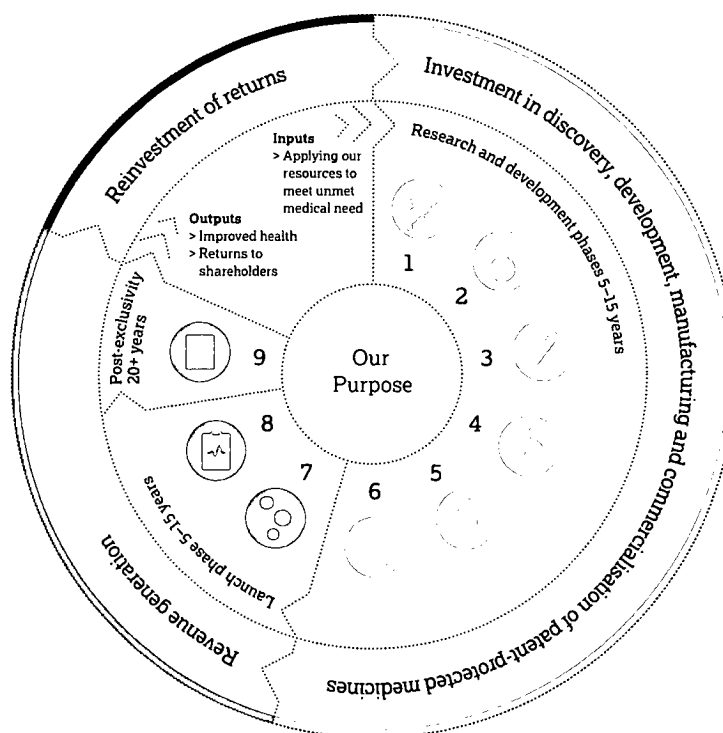 Investment in discovery, development, manufacturing and commercialisation of patent-protected medicines
Revenue generation
Reinvestment of returns
Inputs
> Applying our
resources to
meet unmet
medical need
Research and development phases 5–15 years
Outputs
> Improved health
> Returns to
shareholders
1
2
3
4
5
6
7
8
9
Launch phase 5–15 years
Post-exclusivity
20+ years
Our
Purpose